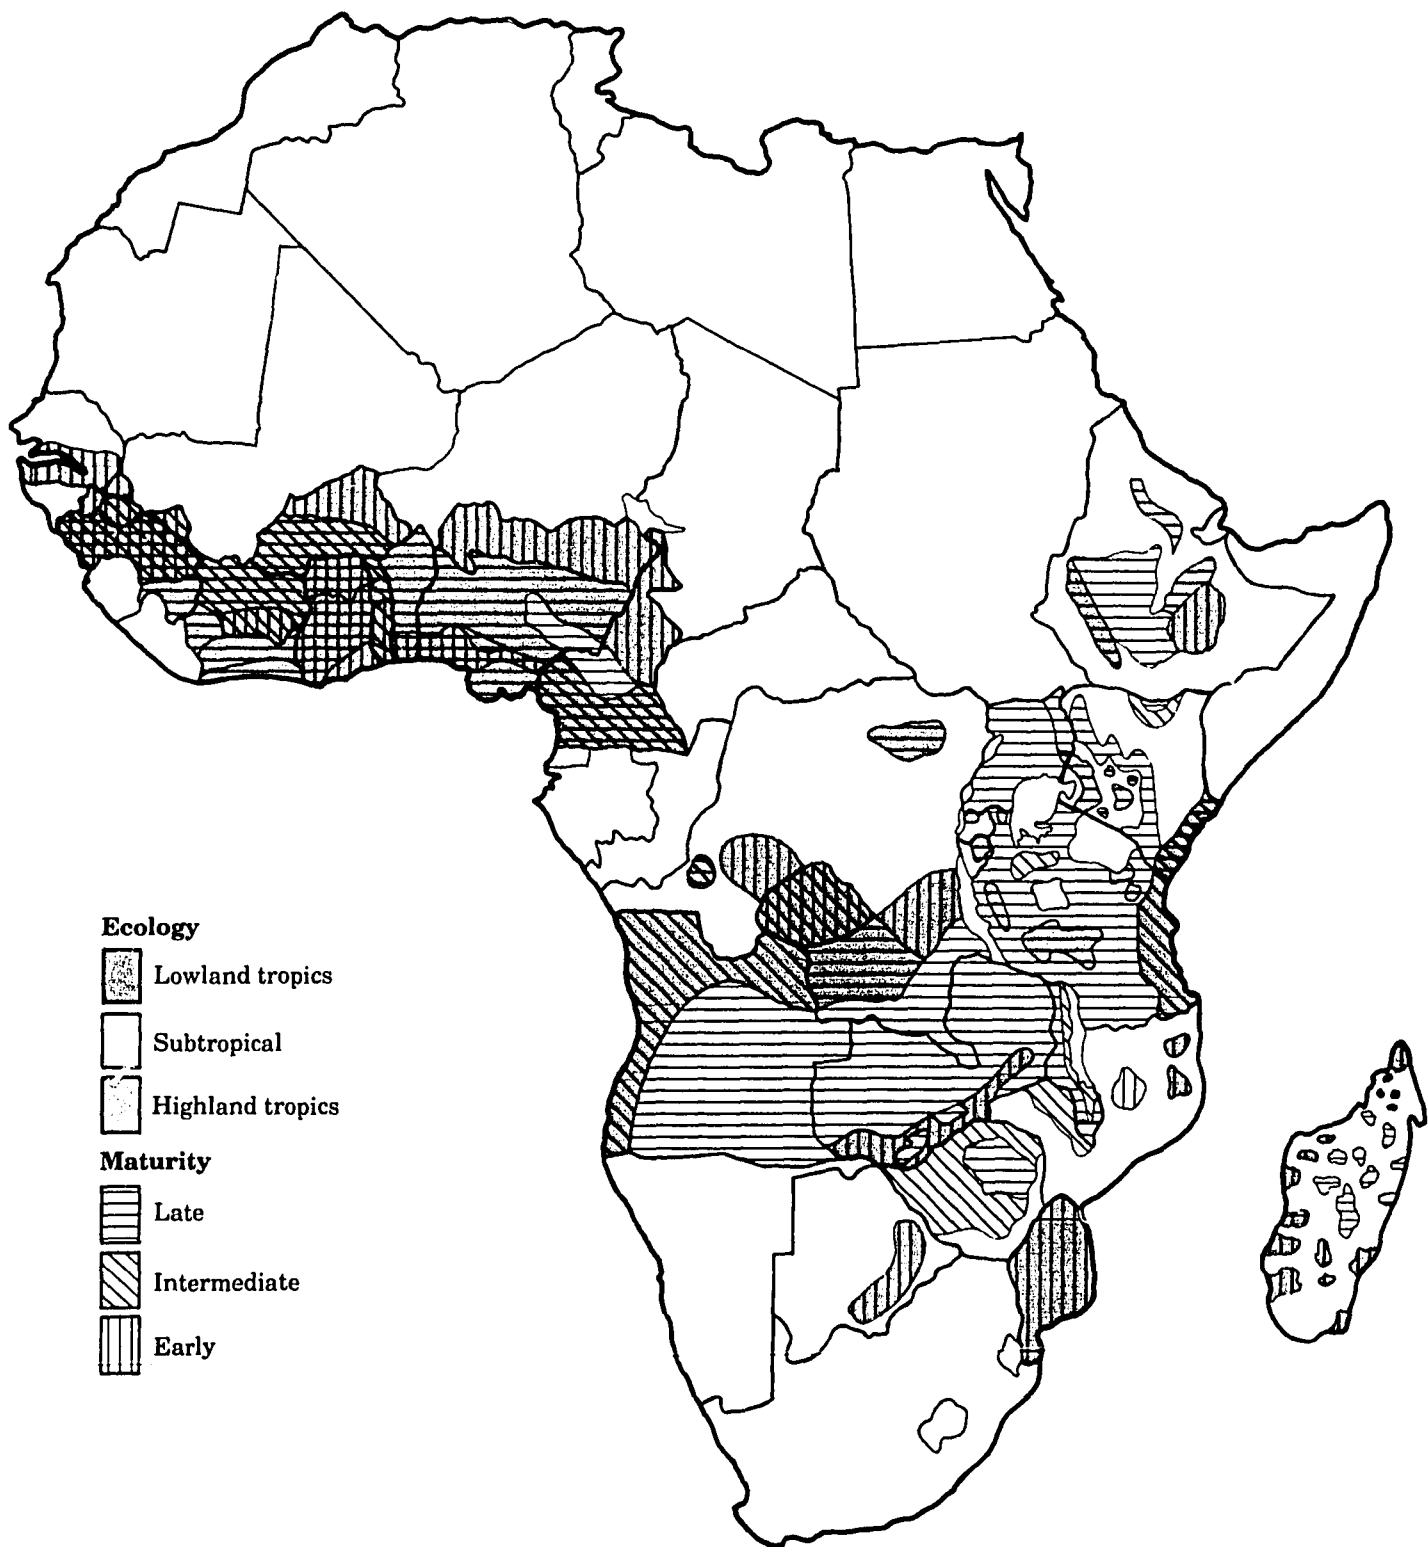 Ecology
Lowland tropics
Subtropical
Highland tropics
Maturity
Late
Intermediate
Early